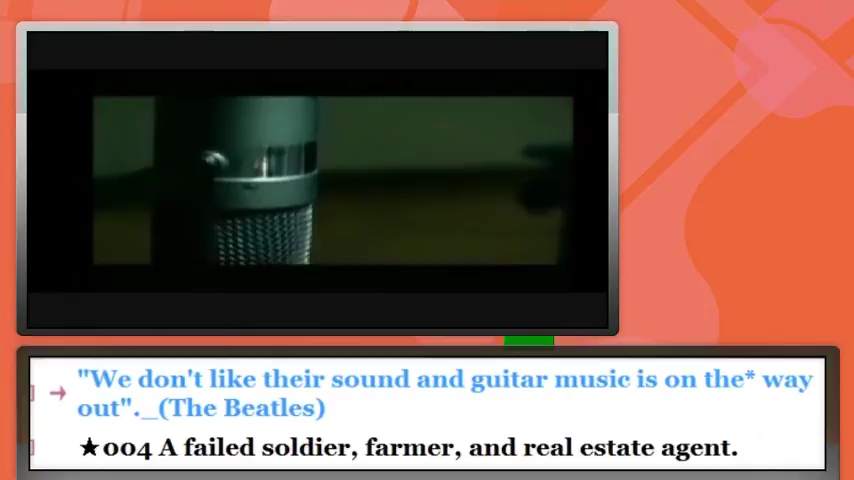 → "We don't like their sound and guitar music is on the* way
out"._(The Beatles)
★004 A failed soldier, farmer, and real estate agent.